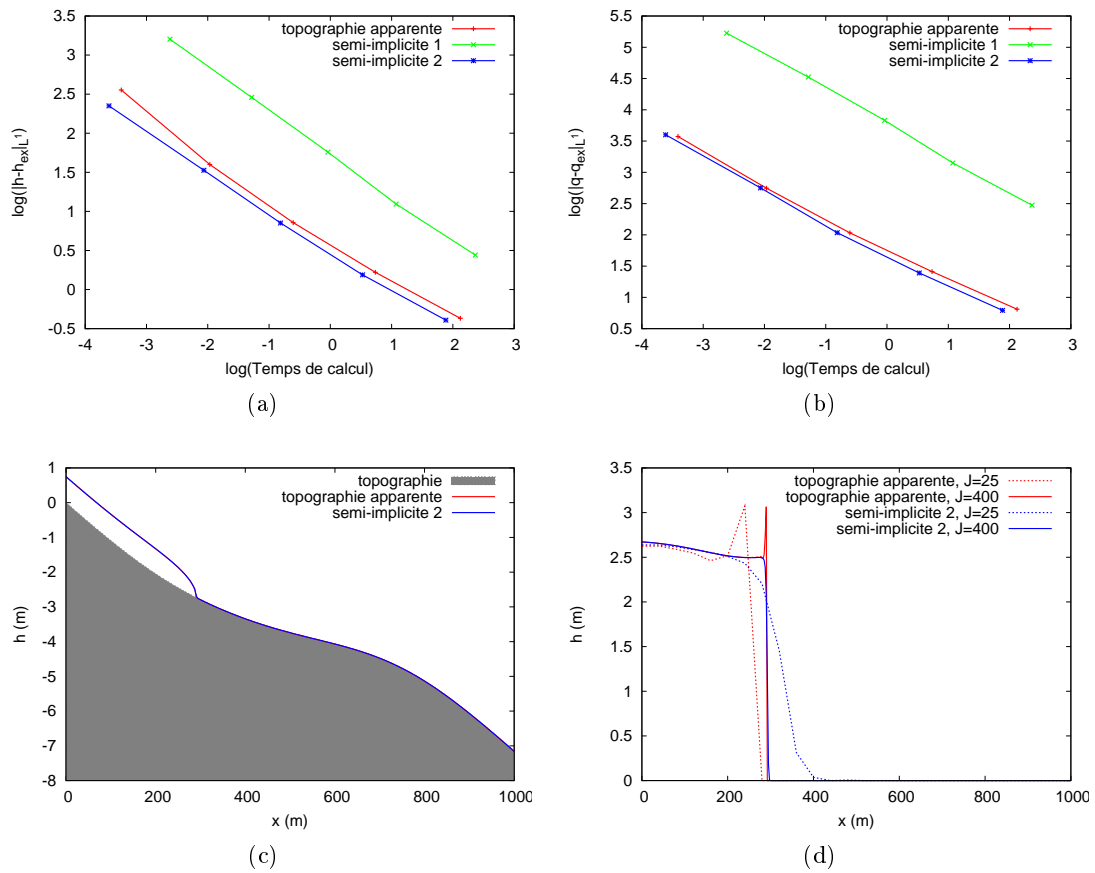 topographie apparente
semi-implicite 1
semi-implicite 2
log(|h-h_ex|_L¹)
3.5
3
2.5
2
1.5
1
0.5
0
-0.5
-4 -3 -2 -1 0 1 2 3
log(Temps de calcul)
(a)
topographie apparente
semi-implicite 1
semi-implicite 2
log(|q-q_ex|_L¹)
5.5
5
4.5
4
3.5
3
2.5
2
1.5
1
0.5
-4 -3 -2 -1 0 1 2 3
log(Temps de calcul)
(b)
topographie
topographie apparente
semi-implicite 2
h (m)
1
0
-1
-2
-3
-4
-5
-6
-7
-8
0 200 400 600 800 1000
x (m)
(c)
topographie apparente, J=25
topographie apparente, J=400
semi-implicite 2, J=25
semi-implicite 2, J=400
h (m)
3.5
3
2.5
2
1.5
1
0.5
0
0 200 400 600 800 1000
x (m)
(d)